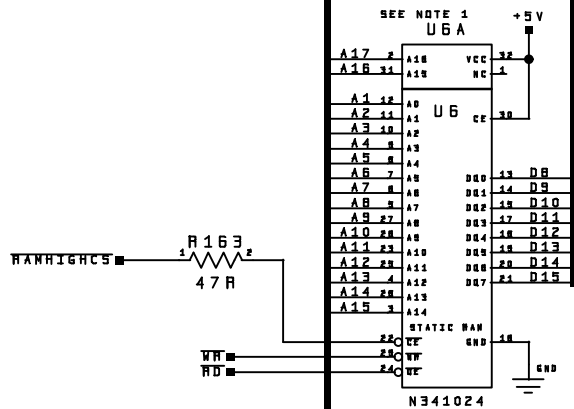 SEE NOTE 1
+5V
U6A
A17 2 A16 VCC 32
A16 31 A15 NC 1
A1 12 A0 U6
A2 11 A1 CE 30
A3 10 A2
A4 A3
A5 A4
A6 7 A5 DQ0 13 D8
A7 A6 DQ1 14 D9
A8 A7 DQ2 15 D10
A9 27 A8 DQ3 17 D11
A10 26 A9 DQ4 18 D12
A11 23 A10 DQ5 19 D13
A12 25 A11 DQ6 20 D14
A13 4 A12 DQ7 21 D15
A14 28 A13
A15 3 A14
R163
RAMHIGHCS 1 2
47R
STATIC RAM
22 CE GND 16
WR 29 WR
RD 24 OE
GND
N341024